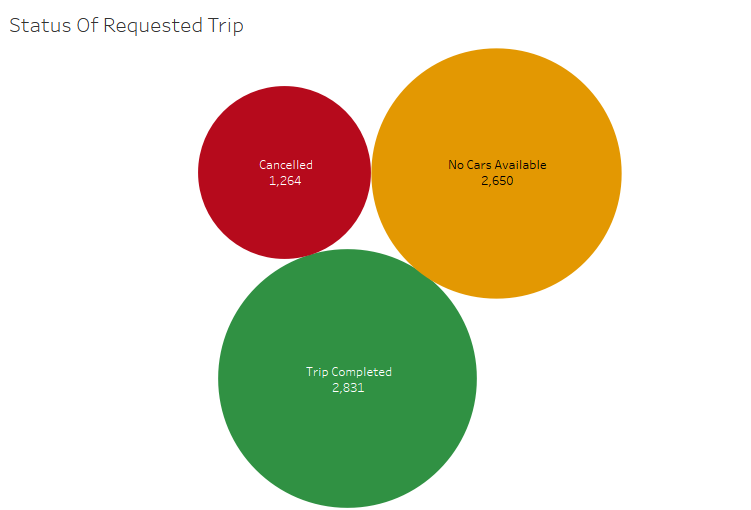 Status Of Requested Trip
Cancelled
1,264
No Cars Available
2,650
Trip Completed
2,831